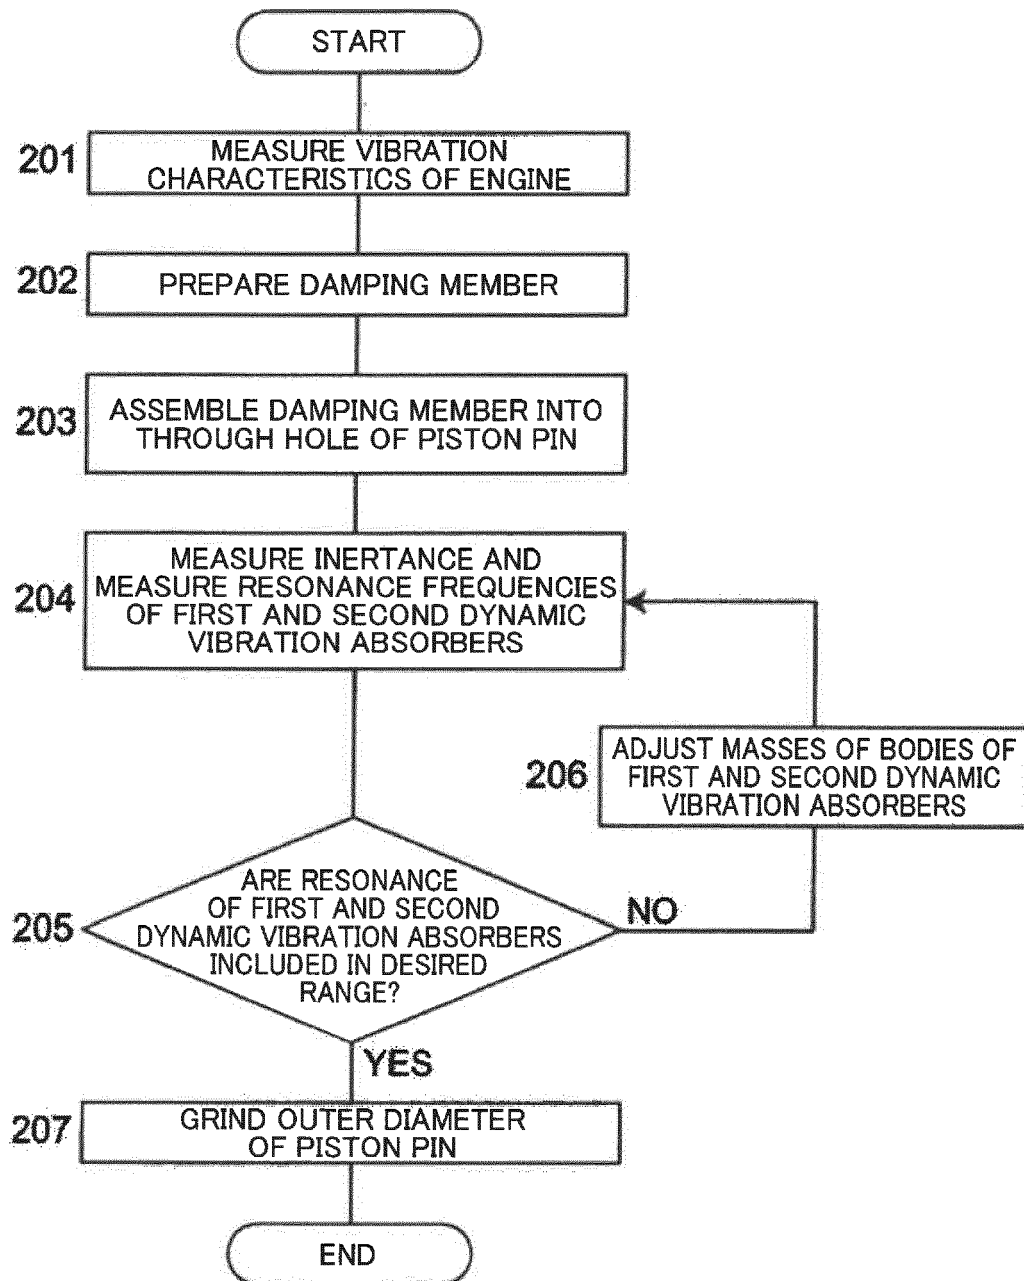 START
201
MEASURE VIBRATION
CHARACTERISTICS OF ENGINE
202
PREPARE DAMPING MEMBER
203
ASSEMBLE DAMPING MEMBER INTO
THROUGH HOLE OF PISTON PIN
204
MEASURE INERTANCE AND
MEASURE RESONANCE FREQUENCIES
OF FIRST AND SECOND DYNAMIC
VIBRATION ABSORBERS
206
ADJUST MASSES OF BODIES OF
FIRST AND SECOND DYNAMIC
VIBRATION ABSORBERS
205
ARE RESONANCE
OF FIRST AND SECOND
DYNAMIC VIBRATION ABSORBERS
INCLUDED IN DESIRED
RANGE?
NO
YES
207
GRIND OUTER DIAMETER
OF PISTON PIN
END